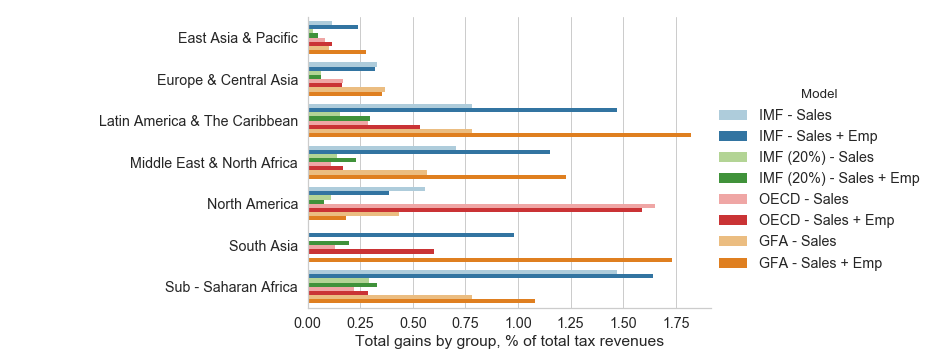 East Asia & Pacific
Europe & Central Asia
Latin America & The Caribbean
Middle East & North Africa
North America
South Asia
Sub - Saharan Africa
0.00 0.25 0.50 0.75 1.00 1.25 1.50 1.75
Total gains by group, % of total tax revenues
Model
IMF - Sales
IMF - Sales + Emp
IMF (20%) - Sales
IMF (20%) - Sales + Emp
OECD - Sales
OECD - Sales + Emp
GFA - Sales
GFA - Sales + Emp